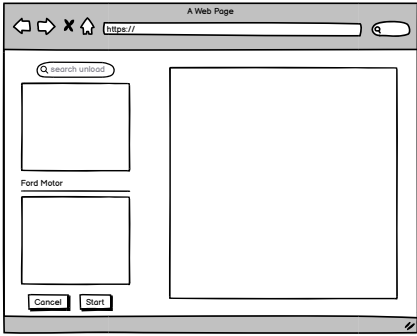 A Web Page
https://
search unload
Ford Motor
Cancel
Start